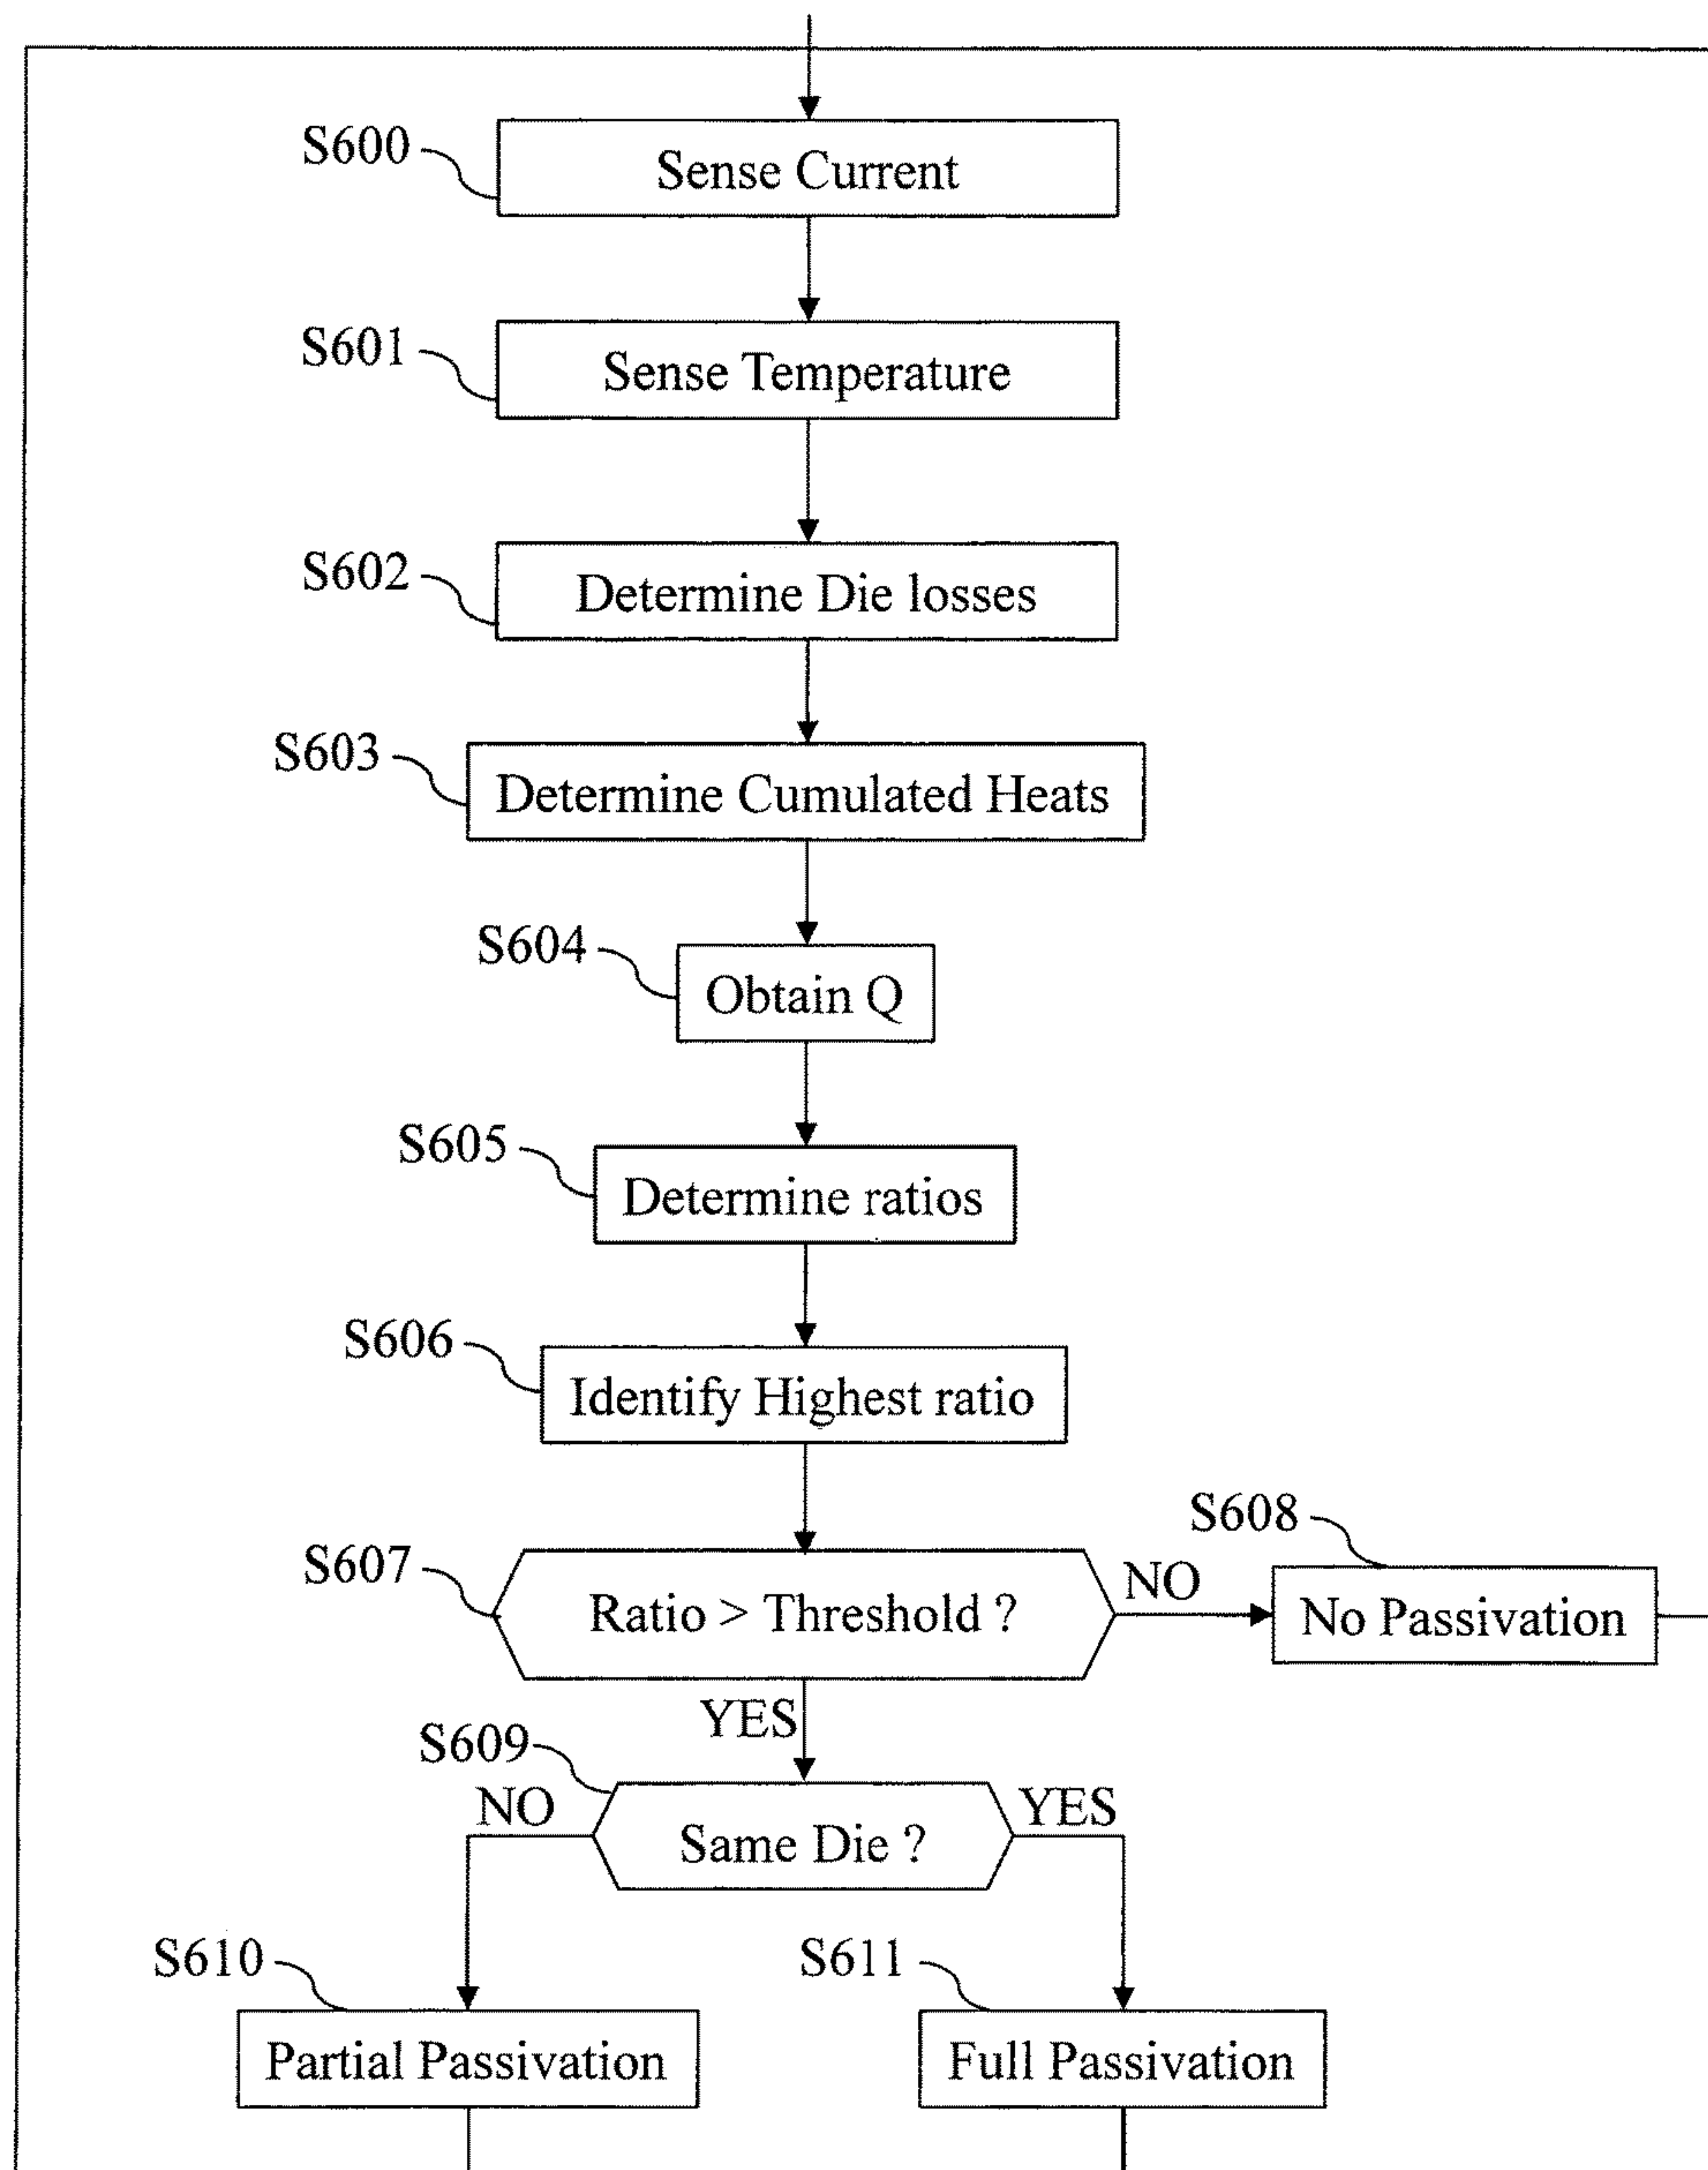 S600
Sense Current
S601
Sense Temperature
S602
Determine Die losses
S603
Determine Cumulated Heats
S604
Obtain Q
S605
Determine ratios
S606
Identify Highest ratio
S607
Ratio > Threshold ?
NO
S608
No Passivation
YES
S609
NO
Same Die ?
YES
S610
Partial Passivation
S611
Full Passivation